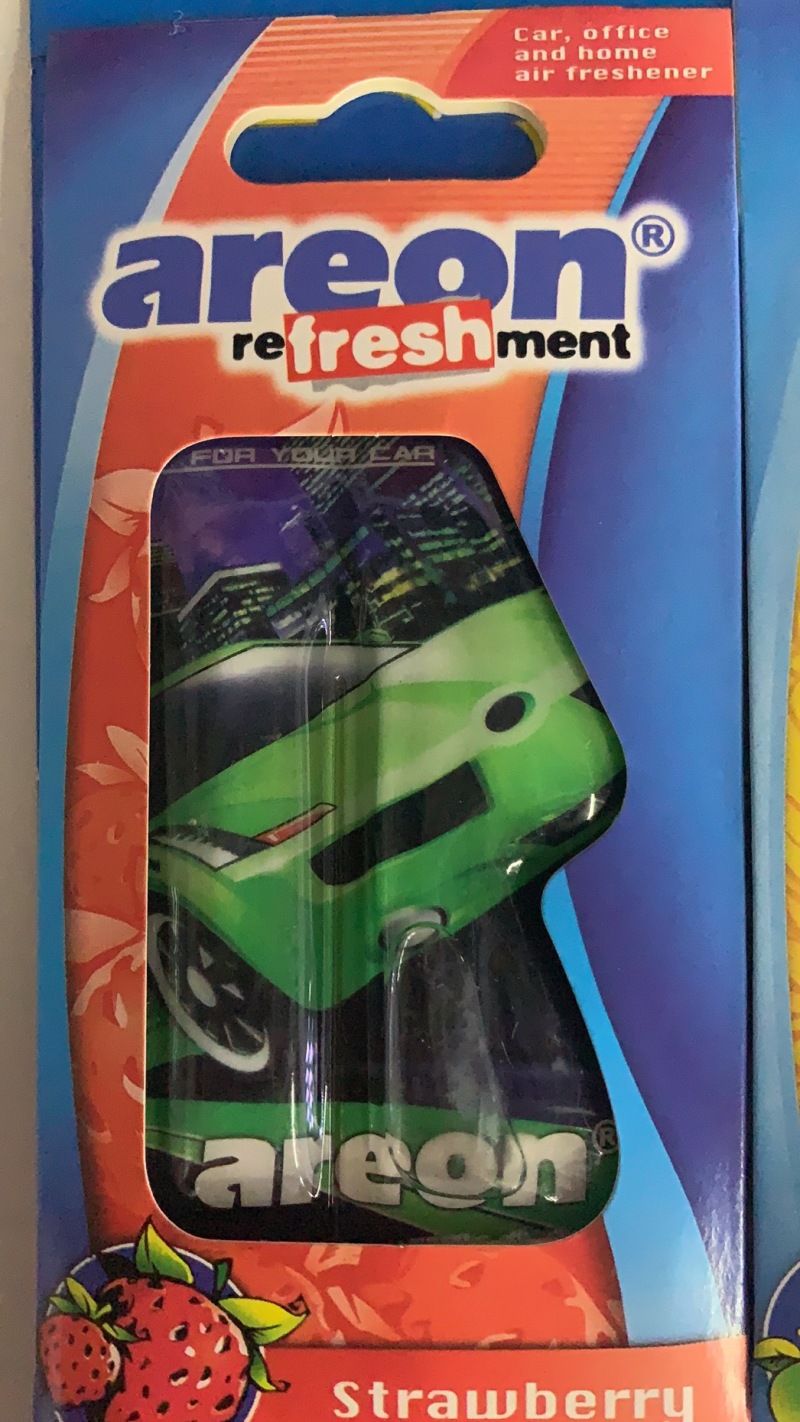 Car, office
and home
air freshener
areon®
refreshment
FOR YOUR CAR
areon®
Strawberry